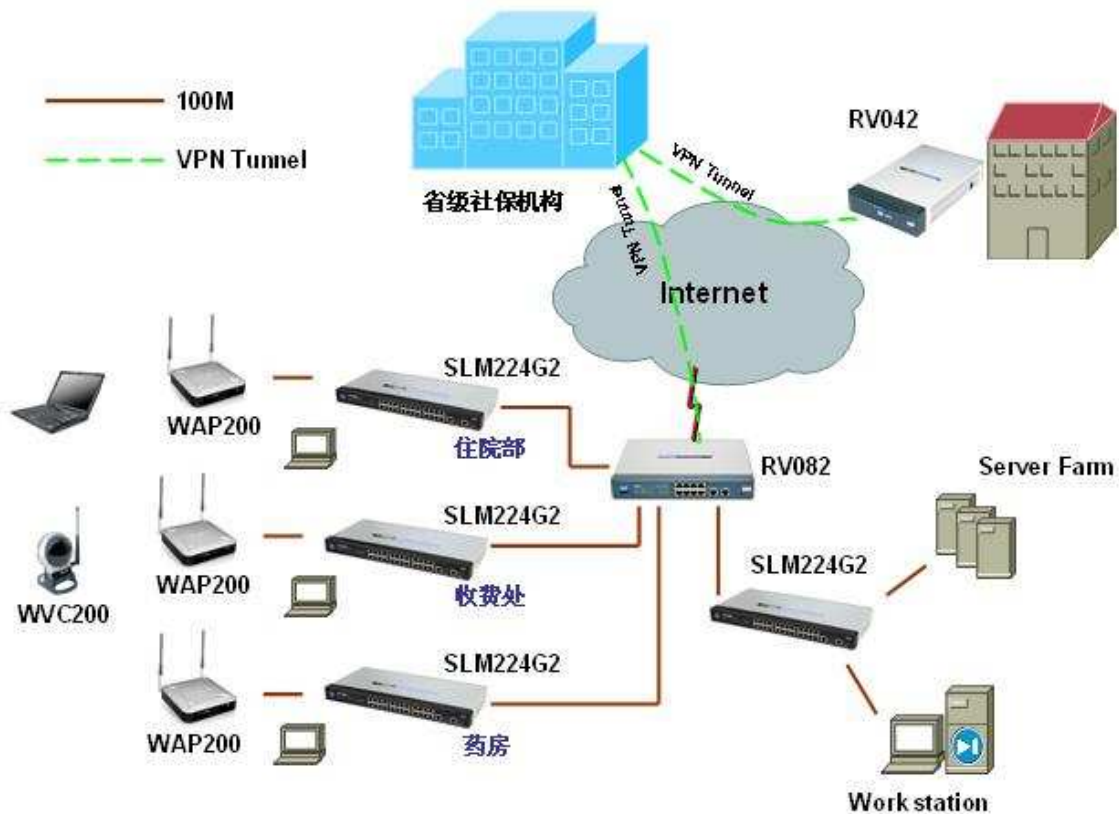 100M
VPN Tunnel
省级社保机构
RV042
VPN Tunnel
VPN Tunnel
Internet
SLM224G2
WAP200
住院部
RV082
Server Farm
SLM224G2
WAP200
收费处
WVC200
SLM224G2
SLM224G2
WAP200
药房
Work station